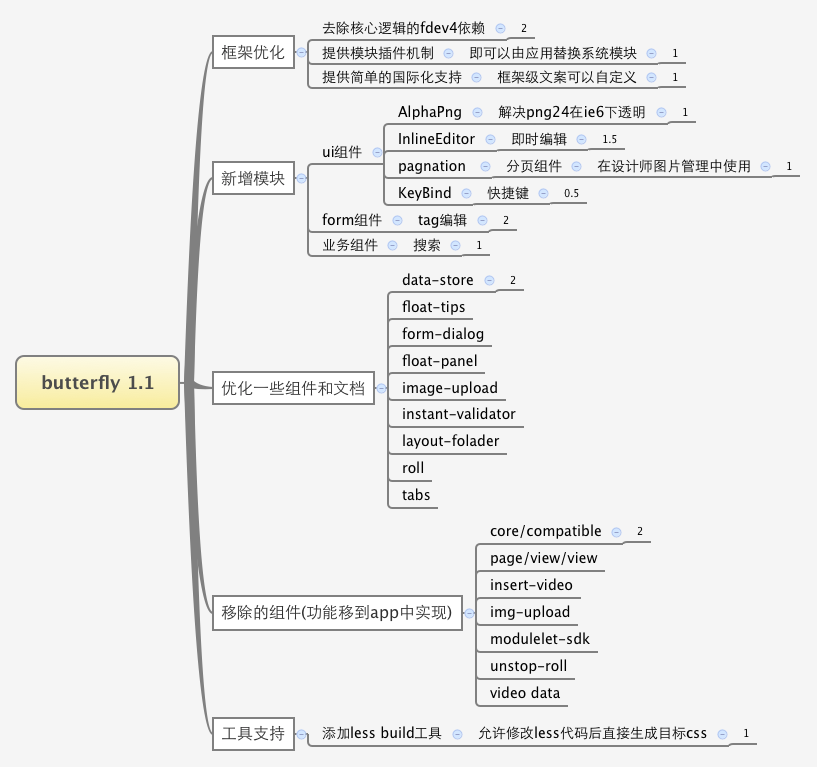 butterfly 1.1
框架优化
去除核心逻辑的fdev4依赖 2
提供模块插件机制 即可以由应用替换系统模块 1
提供简单的国际化支持 框架级文案可以自定义 1
新增模块
ui组件
AlphaPng 解决png24在ie6下透明 1
InlineEditor 即时编辑 1.5
pagnation 分页组件 在设计师图片管理中使用 1
KeyBind 快捷键 0.5
form组件 tag编辑 2
业务组件 搜索 1
优化一些组件和文档
data-store 2
float-tips
form-dialog
float-panel
image-upload
instant-validator
layout-folader
roll
tabs
移除的组件(功能移到app中实现)
core/compatible 2
page/view/view
insert-video
img-upload
modulelet-sdk
unstop-roll
video data
工具支持
添加less build工具 允许修改less代码后直接生成目标css 1